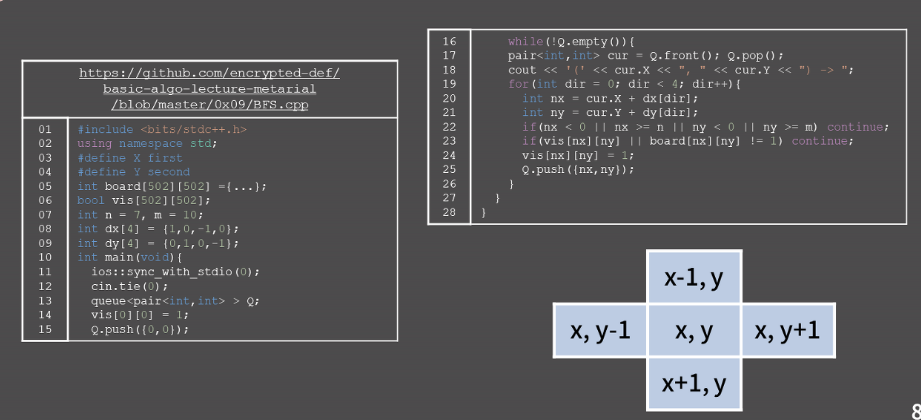 https://github.com/encrypted-def/
basic-algo-lecture-metarial
/blob/master/0x09/BFS.cpp
01 #include <bits/stdc++.h>
02 using namespace std;
03 #define X first
04 #define Y second
05 int board[502][502] ={...};
06 bool vis[502][502];
07 int n = 7, m = 10;
08 int dx[4] = {1,0,-1,0};
09 int dy[4] = {0,1,0,-1};
10 int main(void){
11 ios::sync_with_stdio(0);
12 cin.tie(0);
13 queue<pair<int,int> > Q;
14 vis[0][0] = 1;
15 Q.push({0,0});
16 while(!Q.empty()){
17 pair<int,int> cur = Q.front(); Q.pop();
18 cout << '(' << cur.X << ", " << cur.Y << ") -> ";
19 for(int dir = 0; dir < 4; dir++){
20 int nx = cur.X + dx[dir];
21 int ny = cur.Y + dy[dir];
22 if(nx < 0 || nx >= n || ny < 0 || ny >= m) continue;
23 if(vis[nx][ny] || board[nx][ny] != 1) continue;
24 vis[nx][ny] = 1;
25 Q.push({nx,ny});
26 }
27 }
28 }
x-1, y
x, y-1 x, y x, y+1
x+1, y
8